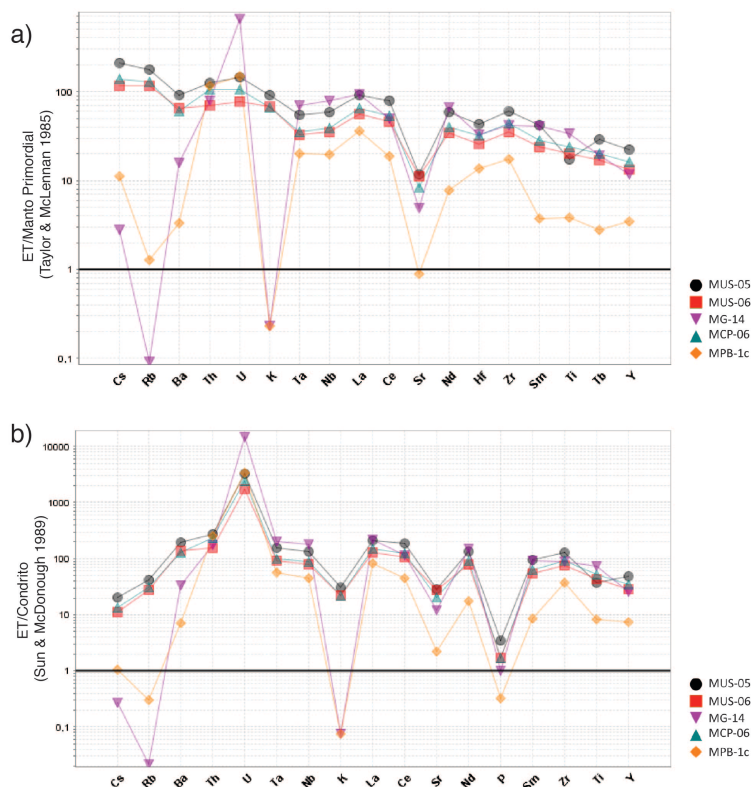 a)
ET/Manto Primordial
(Taylor & McLennan 1985)
100
10
1
0.1
Cs Rb Ba Th U K Ta Nb La Ce Sr Nd Hf Zr Sm Ti Tb Y
MUS-05
MUS-06
MG-14
MCP-06
MPB-1c
b)
ET/Condrito
(Sun & McDonough 1989)
10000
1000
100
10
1
0.1
Cs Rb Ba Th U Ta Nb K La Ce Sr Nd P Sm Zr Ti Y
MUS-05
MUS-06
MG-14
MCP-06
MPB-1c